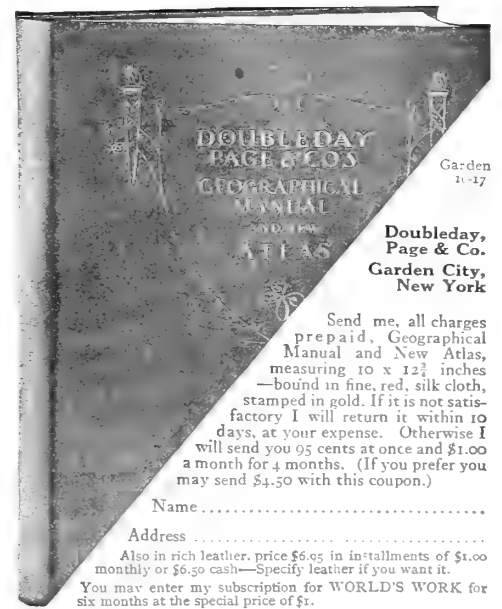 DOUBLEDAY
PAGE & CO'S
GEOGRAPHICAL
MANUAL
AND NEW
ATLAS
Garden
11-17
Doubleday,
Page & Co.
Garden City,
New York
Send me, all charges
prepaid, Geographical
Manual and New Atlas,
measuring 10 x 12¾ inches
—bound in fine, red, silk cloth,
stamped in gold. If it is not satis-
factory I will return it within 10
days, at your expense. Otherwise I
will send you 95 cents at once and $1.00
a month for 4 months. (If you prefer you
may send $4.50 with this coupon.)
Name
Address
Also in rich leather. price $6.95 in installments of $1.00
monthly or $6.50 cash—Specify leather if you want it.
You may enter my subscription for WORLD'S WORK for
six months at the special price of $1.